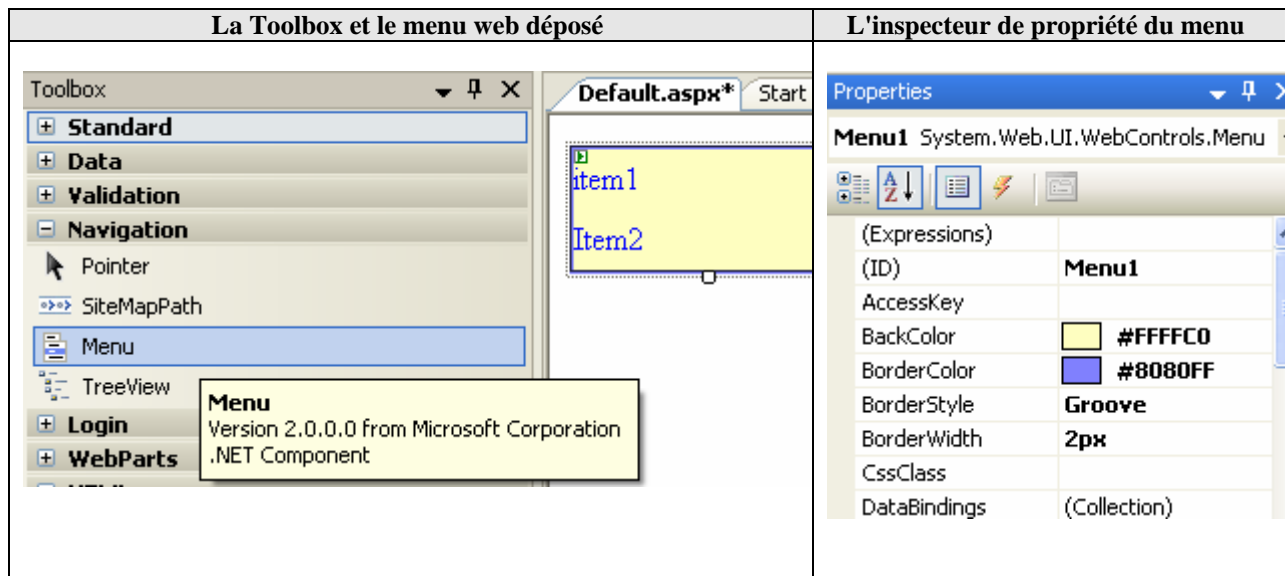 La Toolbox et le menu web déposé
L'inspecteur de propriété du menu
Toolbox
Standard
Data
Validation
Navigation
Pointer
SiteMapPath
Menu
TreeView
Login
WebParts
Menu
Version 2.0.0.0 from Microsoft Corporation
.NET Component
Default.aspx*
Start
item1
Item2
Properties
Menu1 System.Web.UI.WebControls.Menu
(Expressions)
(ID) Menu1
AccessKey
BackColor #FFFFC0
BorderColor #8080FF
BorderStyle Groove
BorderWidth 2px
CssClass
DataBindings (Collection)